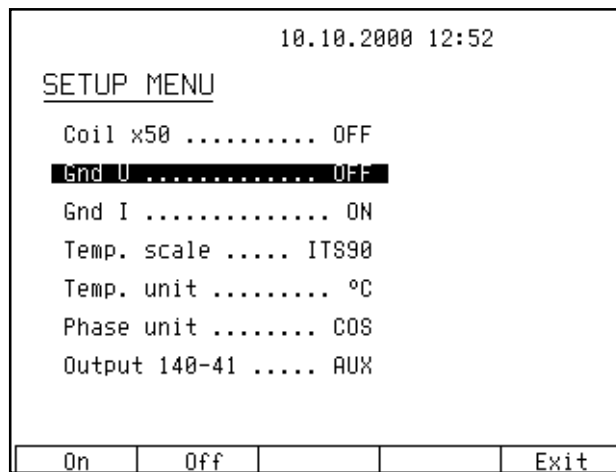 10.10.2000 12:52
SETUP MENU
Coil x50 .......... OFF
Gnd U .............. OFF
Gnd I .............. ON
Temp. scale ..... ITS90
Temp. unit ......... ºC
Phase unit ........ COS
Output 140-41 ..... AUX
On Off Exit